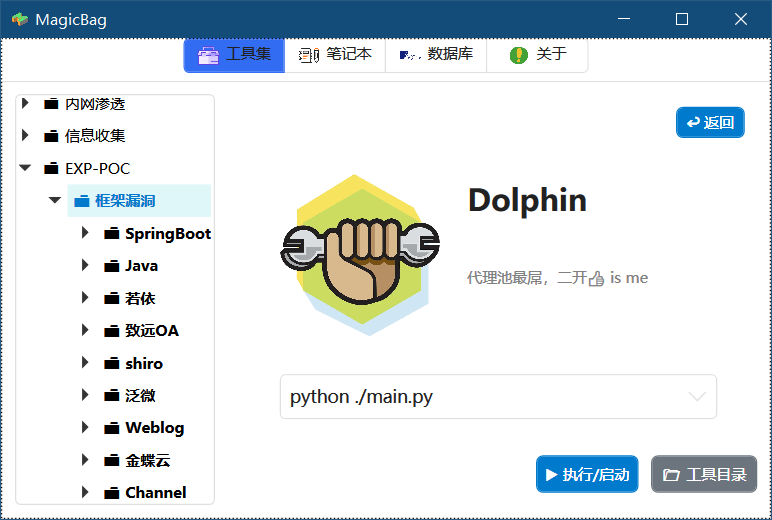 MagicBag
工具集 笔记本 数据库 关于
内网渗透
信息收集
EXP-POC
框架漏洞
SpringBoot
Java
若依
致远OA
shiro
泛微
Weblog
金蝶云
Channel
返回
Dolphin
代理池最屌，二开👍 is me
python ./main.py
执行/启动 工具目录